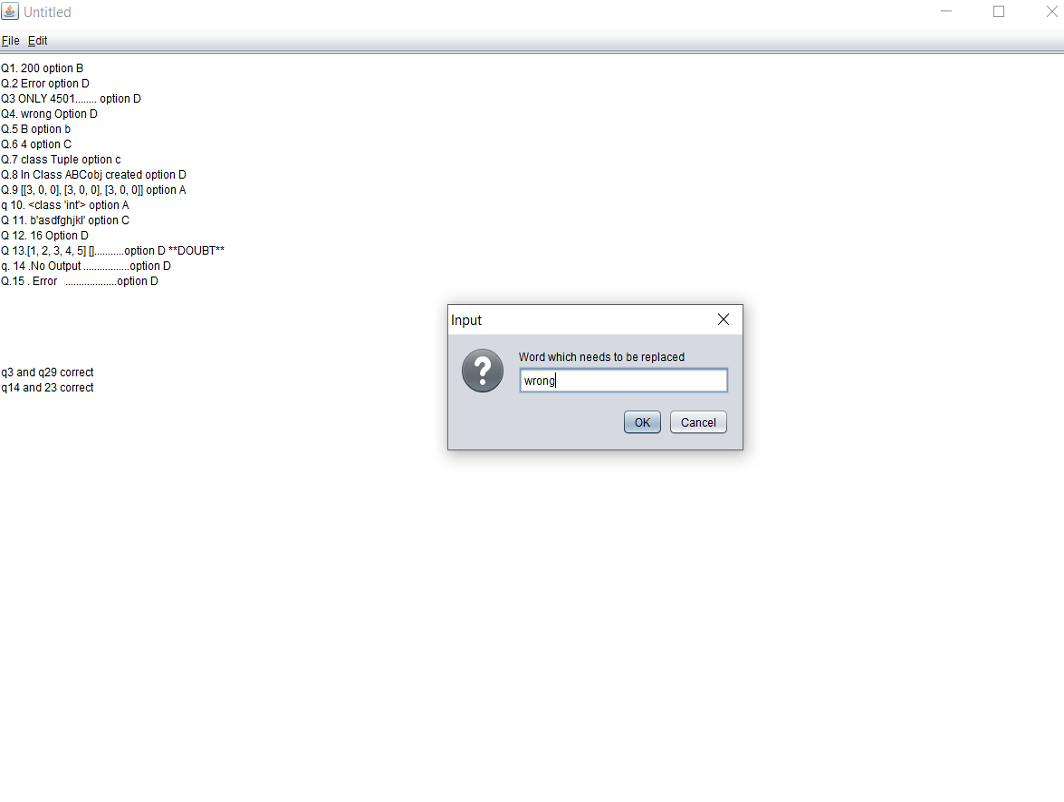 Untitled
File Edit
Q1. 200 option B
Q.2 Error option D
Q3 ONLY 4501........ option D
Q4. wrong Option D
Q.5 B option b
Q.6 4 option C
Q.7 class Tuple option c
Q.8 In Class ABCobj created option D
Q.9 [[3, 0, 0], [3, 0, 0], [3, 0, 0]] option A
q 10. <class 'int'> option A
Q 11. b'asdfghjkl' option C
Q 12. 16 Option D
Q 13.[1, 2, 3, 4, 5] []...........option D **DOUBT**
q. 14 .No Output .................option D
Q.15 . Error ...................option D
q3 and q29 correct
q14 and 23 correct
Input
Word which needs to be replaced
wrong
OK Cancel